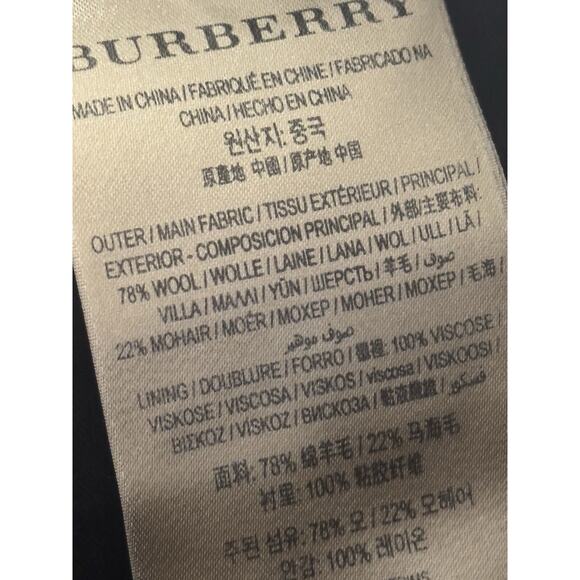 BURBERRY
MADE IN CHINA / FABRIQUÉ EN CHINE / FABRICADO NA
CHINA / HECHO EN CHINA
원산지: 중국
原產地 中國 / 原产地 中国
OUTER / MAIN FABRIC / TISSU EXTÉRIEUR / PRINCIPAL /
EXTERIOR - COMPOSICION PRINCIPAL / 外部/主要布料:
78% WOOL / WOLLE / LAINE / LANA / WOL / ULL / LÃ /
VILLA / ΜΑΛΛΙ / YÜN / ШЕРСТЬ / 羊毛 / صوف /
22% MOHAIR / MOÉR / MOXEP / MOHER / MOXEP / 毛海 /
صوف موهير
LINING / DOUBLURE / FORRO / 襯裡: 100% VISCOSE /
VISKOSE / VISCOSA / VISKOS / viscosa / VISKOOSI /
ΒΙΣΚΟΖ / VISKOZ / ВИСКОЗА / 黏液纖維 / فسكو
面料: 78% 绵羊毛 / 22% 马海毛
衬里: 100% 粘胶纤维
주된 섬유: 78% 모 / 22% 모헤어
안감: 100% 레이온